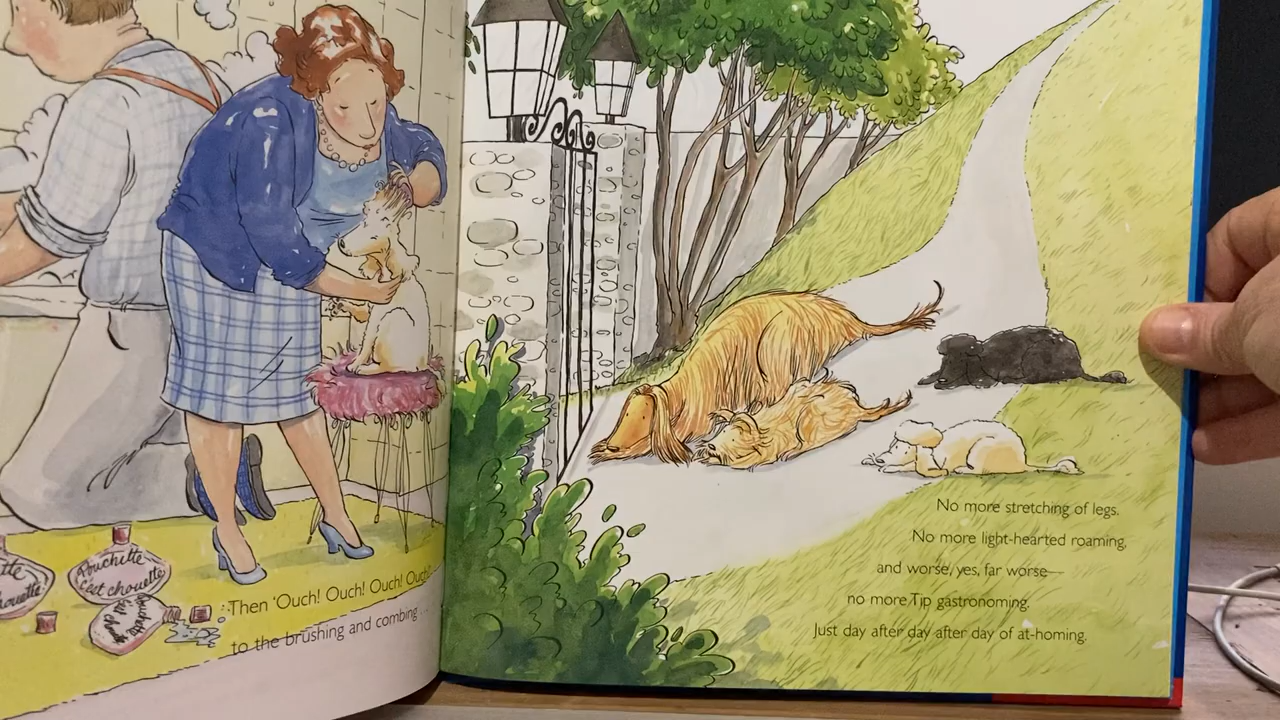 Pouchette
c'est chouette
Then 'Ouch! Ouch! Ouch! Ouch!'
to the brushing and combing...
No more stretching of legs.
No more light-hearted roaming,
and worse, yes, far worse—
no more Tip gastronoming.
Just day after day after day of at-homing.